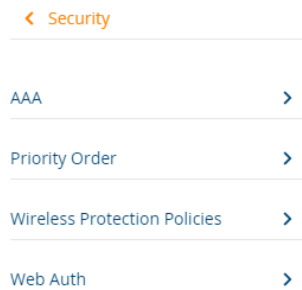 Security
AAA
Priority Order
Wireless Protection Policies
Web Auth